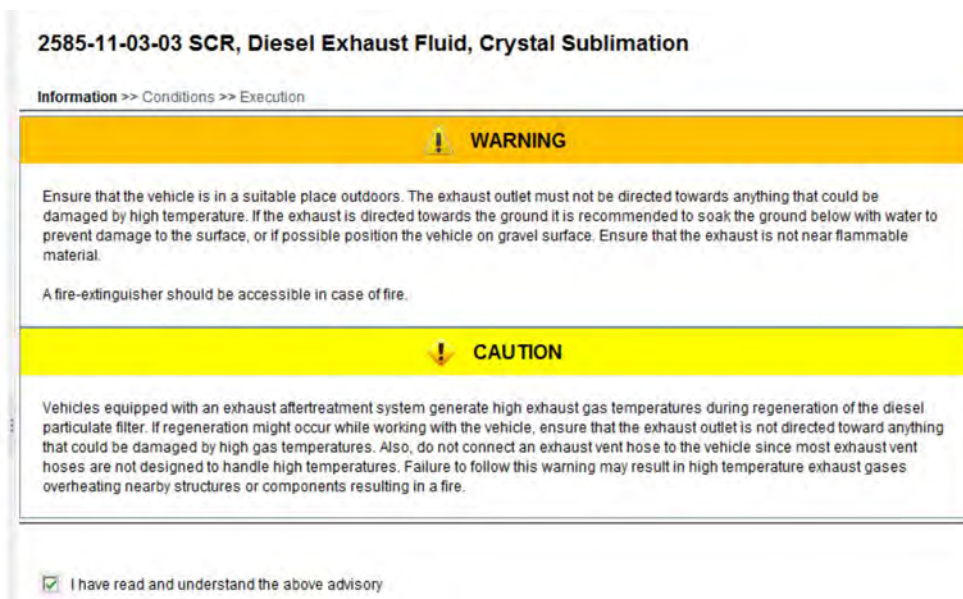 2585-11-03-03 SCR, Diesel Exhaust Fluid, Crystal Sublimation
Information >> Conditions >> Execution
WARNING
Ensure that the vehicle is in a suitable place outdoors. The exhaust outlet must not be directed towards anything that could be
damaged by high temperature. If the exhaust is directed towards the ground it is recommended to soak the ground below with water to
prevent damage to the surface, or if possible position the vehicle on gravel surface. Ensure that the exhaust is not near flammable
material.
A fire-extinguisher should be accessible in case of fire.
CAUTION
Vehicles equipped with an exhaust aftertreatment system generate high exhaust gas temperatures during regeneration of the diesel
particulate filter. If regeneration might occur while working with the vehicle, ensure that the exhaust outlet is not directed toward anything
that could be damaged by high gas temperatures. Also, do not connect an exhaust vent hose to the vehicle since most exhaust vent
hoses are not designed to handle high temperatures. Failure to follow this warning may result in high temperature exhaust gases
overheating nearby structures or components resulting in a fire.
I have read and understand the above advisory